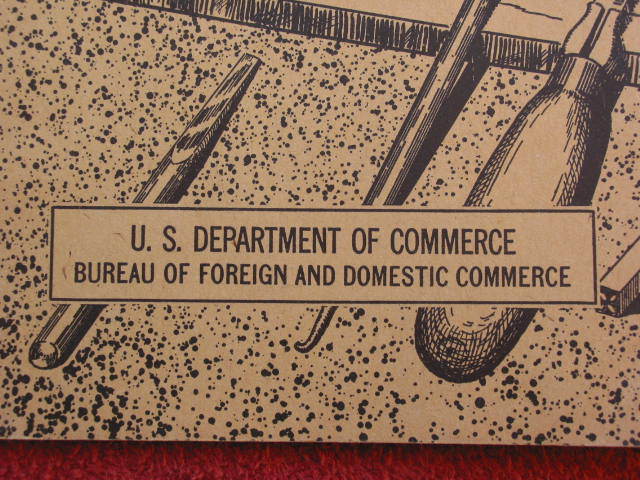 U. S. DEPARTMENT OF COMMERCE
BUREAU OF FOREIGN AND DOMESTIC COMMERCE